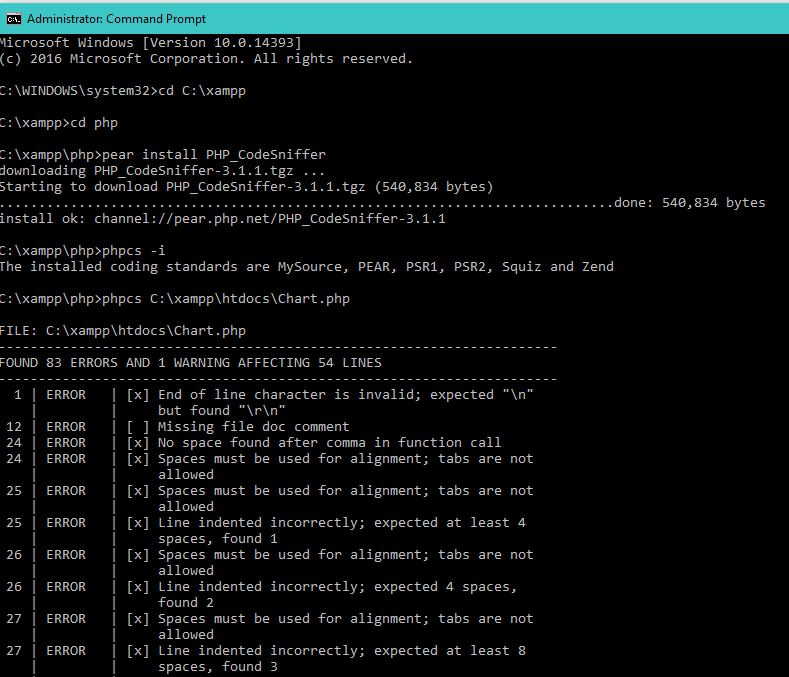 Administrator: Command Prompt
Microsoft Windows [Version 10.0.14393]
(c) 2016 Microsoft Corporation. All rights reserved.
C:\WINDOWS\system32>cd C:\xampp
C:\xampp>cd php
C:\xampp\php>pear install PHP_CodeSniffer
downloading PHP_CodeSniffer-3.1.1.tgz ...
Starting to download PHP_CodeSniffer-3.1.1.tgz (540,834 bytes)
.............................................................................done: 540,834 bytes
install ok: channel://pear.php.net/PHP_CodeSniffer-3.1.1
C:\xampp\php>phpcs -i
The installed coding standards are MySource, PEAR, PSR1, PSR2, Squiz and Zend
C:\xampp\php>phpcs C:\xampp\htdocs\Chart.php
FILE: C:\xampp\htdocs\Chart.php
----------------------------------------------------------------------
FOUND 83 ERRORS AND 1 WARNING AFFECTING 54 LINES
----------------------------------------------------------------------
1 | ERROR | [x] End of line character is invalid; expected "\n"
| | but found "\r\n"
12 | ERROR | [ ] Missing file doc comment
24 | ERROR | [x] No space found after comma in function call
24 | ERROR | [x] Spaces must be used for alignment; tabs are not
| | allowed
25 | ERROR | [x] Spaces must be used for alignment; tabs are not
| | allowed
25 | ERROR | [x] Line indented incorrectly; expected at least 4
| | spaces, found 1
26 | ERROR | [x] Spaces must be used for alignment; tabs are not
| | allowed
26 | ERROR | [x] Line indented incorrectly; expected 4 spaces,
| | found 2
27 | ERROR | [x] Spaces must be used for alignment; tabs are not
| | allowed
27 | ERROR | [x] Line indented incorrectly; expected at least 8
| | spaces, found 3